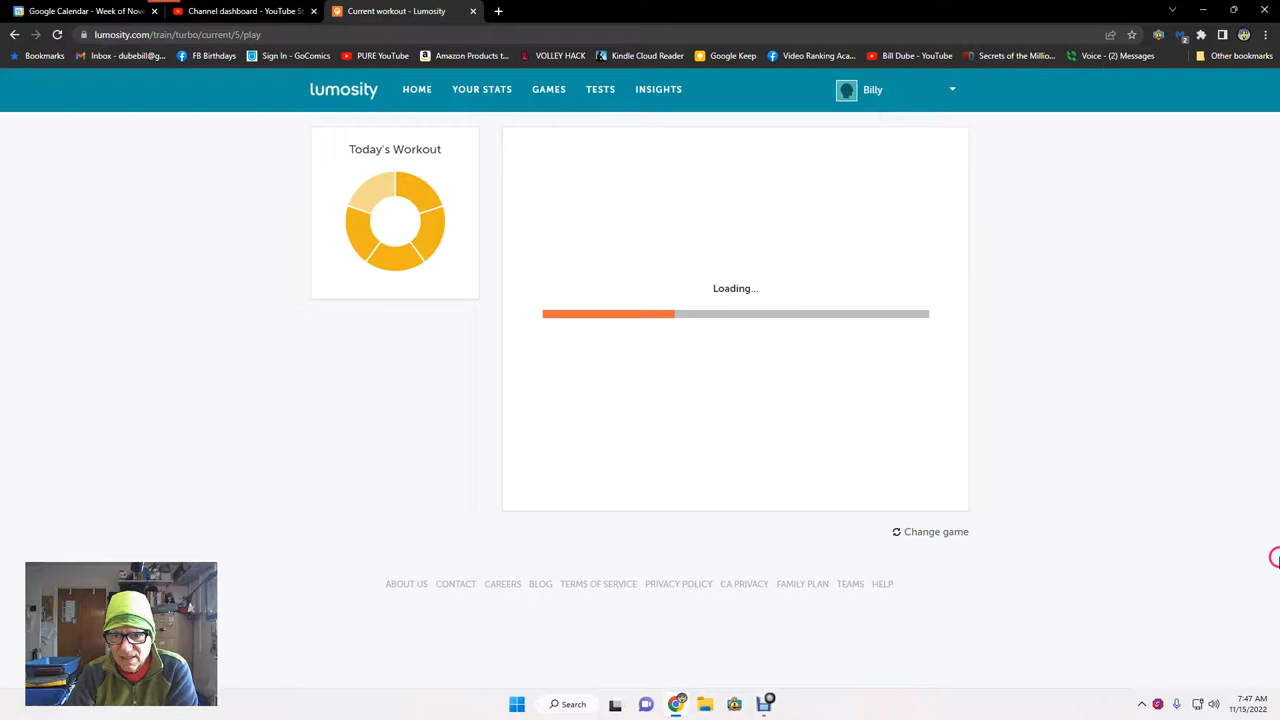 Google Calendar - Week of Nove
Channel dashboard - YouTube St
Current workout - Lumosity
lumosity.com/train/turbo/current/5/play
Bookmarks
Inbox - dubebill@g...
FB Birthdays
Sign In - GoComics
PURE YouTube
Amazon products t...
VOLLEY HACK
Kindle Cloud Reader
Google Keep
Video Ranking Aca...
Bill Dube - YouTube
Secrets of the Millio...
Voice - (2) Messages
Other bookmarks
lumosity
HOME
YOUR STATS
GAMES
TESTS
INSIGHTS
Billy
Today's Workout
Loading...
Change game
ABOUT US
CONTACT
CAREERS
BLOG
TERMS OF SERVICE
PRIVACY POLICY
CA PRIVACY
FAMILY PLAN
TEAMS
HELP
Search
7:47 AM
11/15/2022